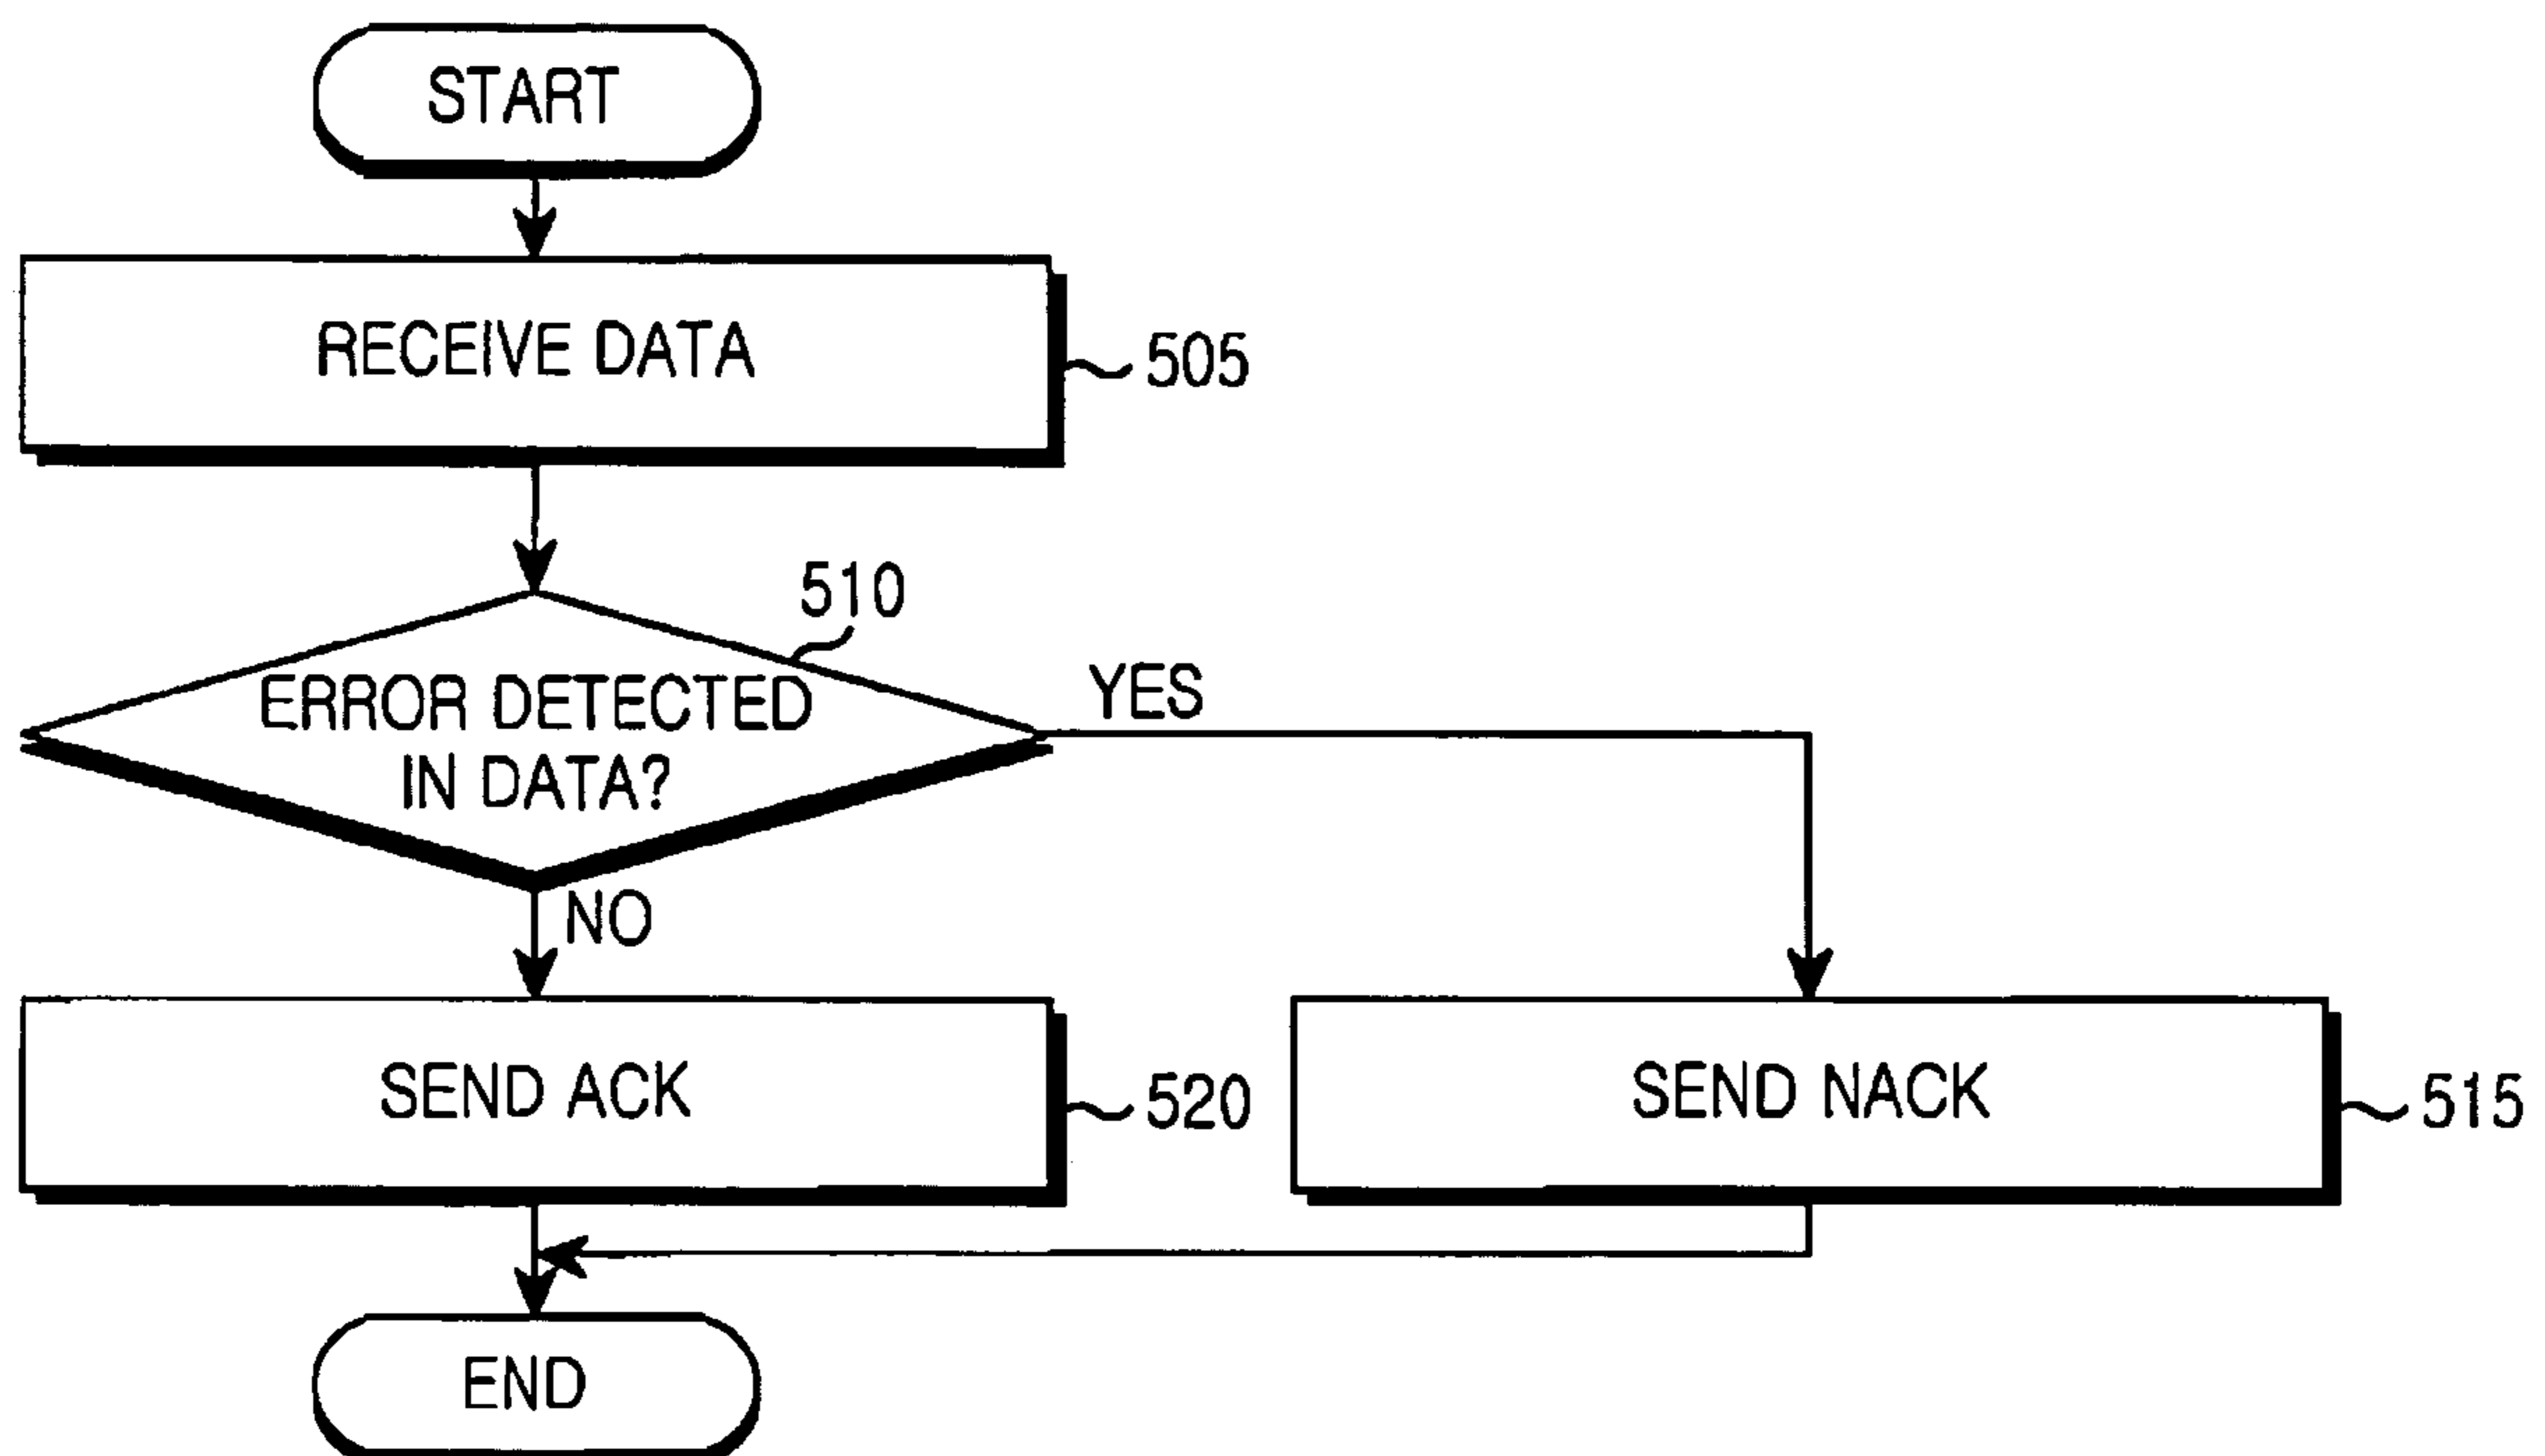 START
RECEIVE DATA
505
510
ERROR DETECTED
IN DATA?
YES
NO
SEND ACK
520
SEND NACK
515
END